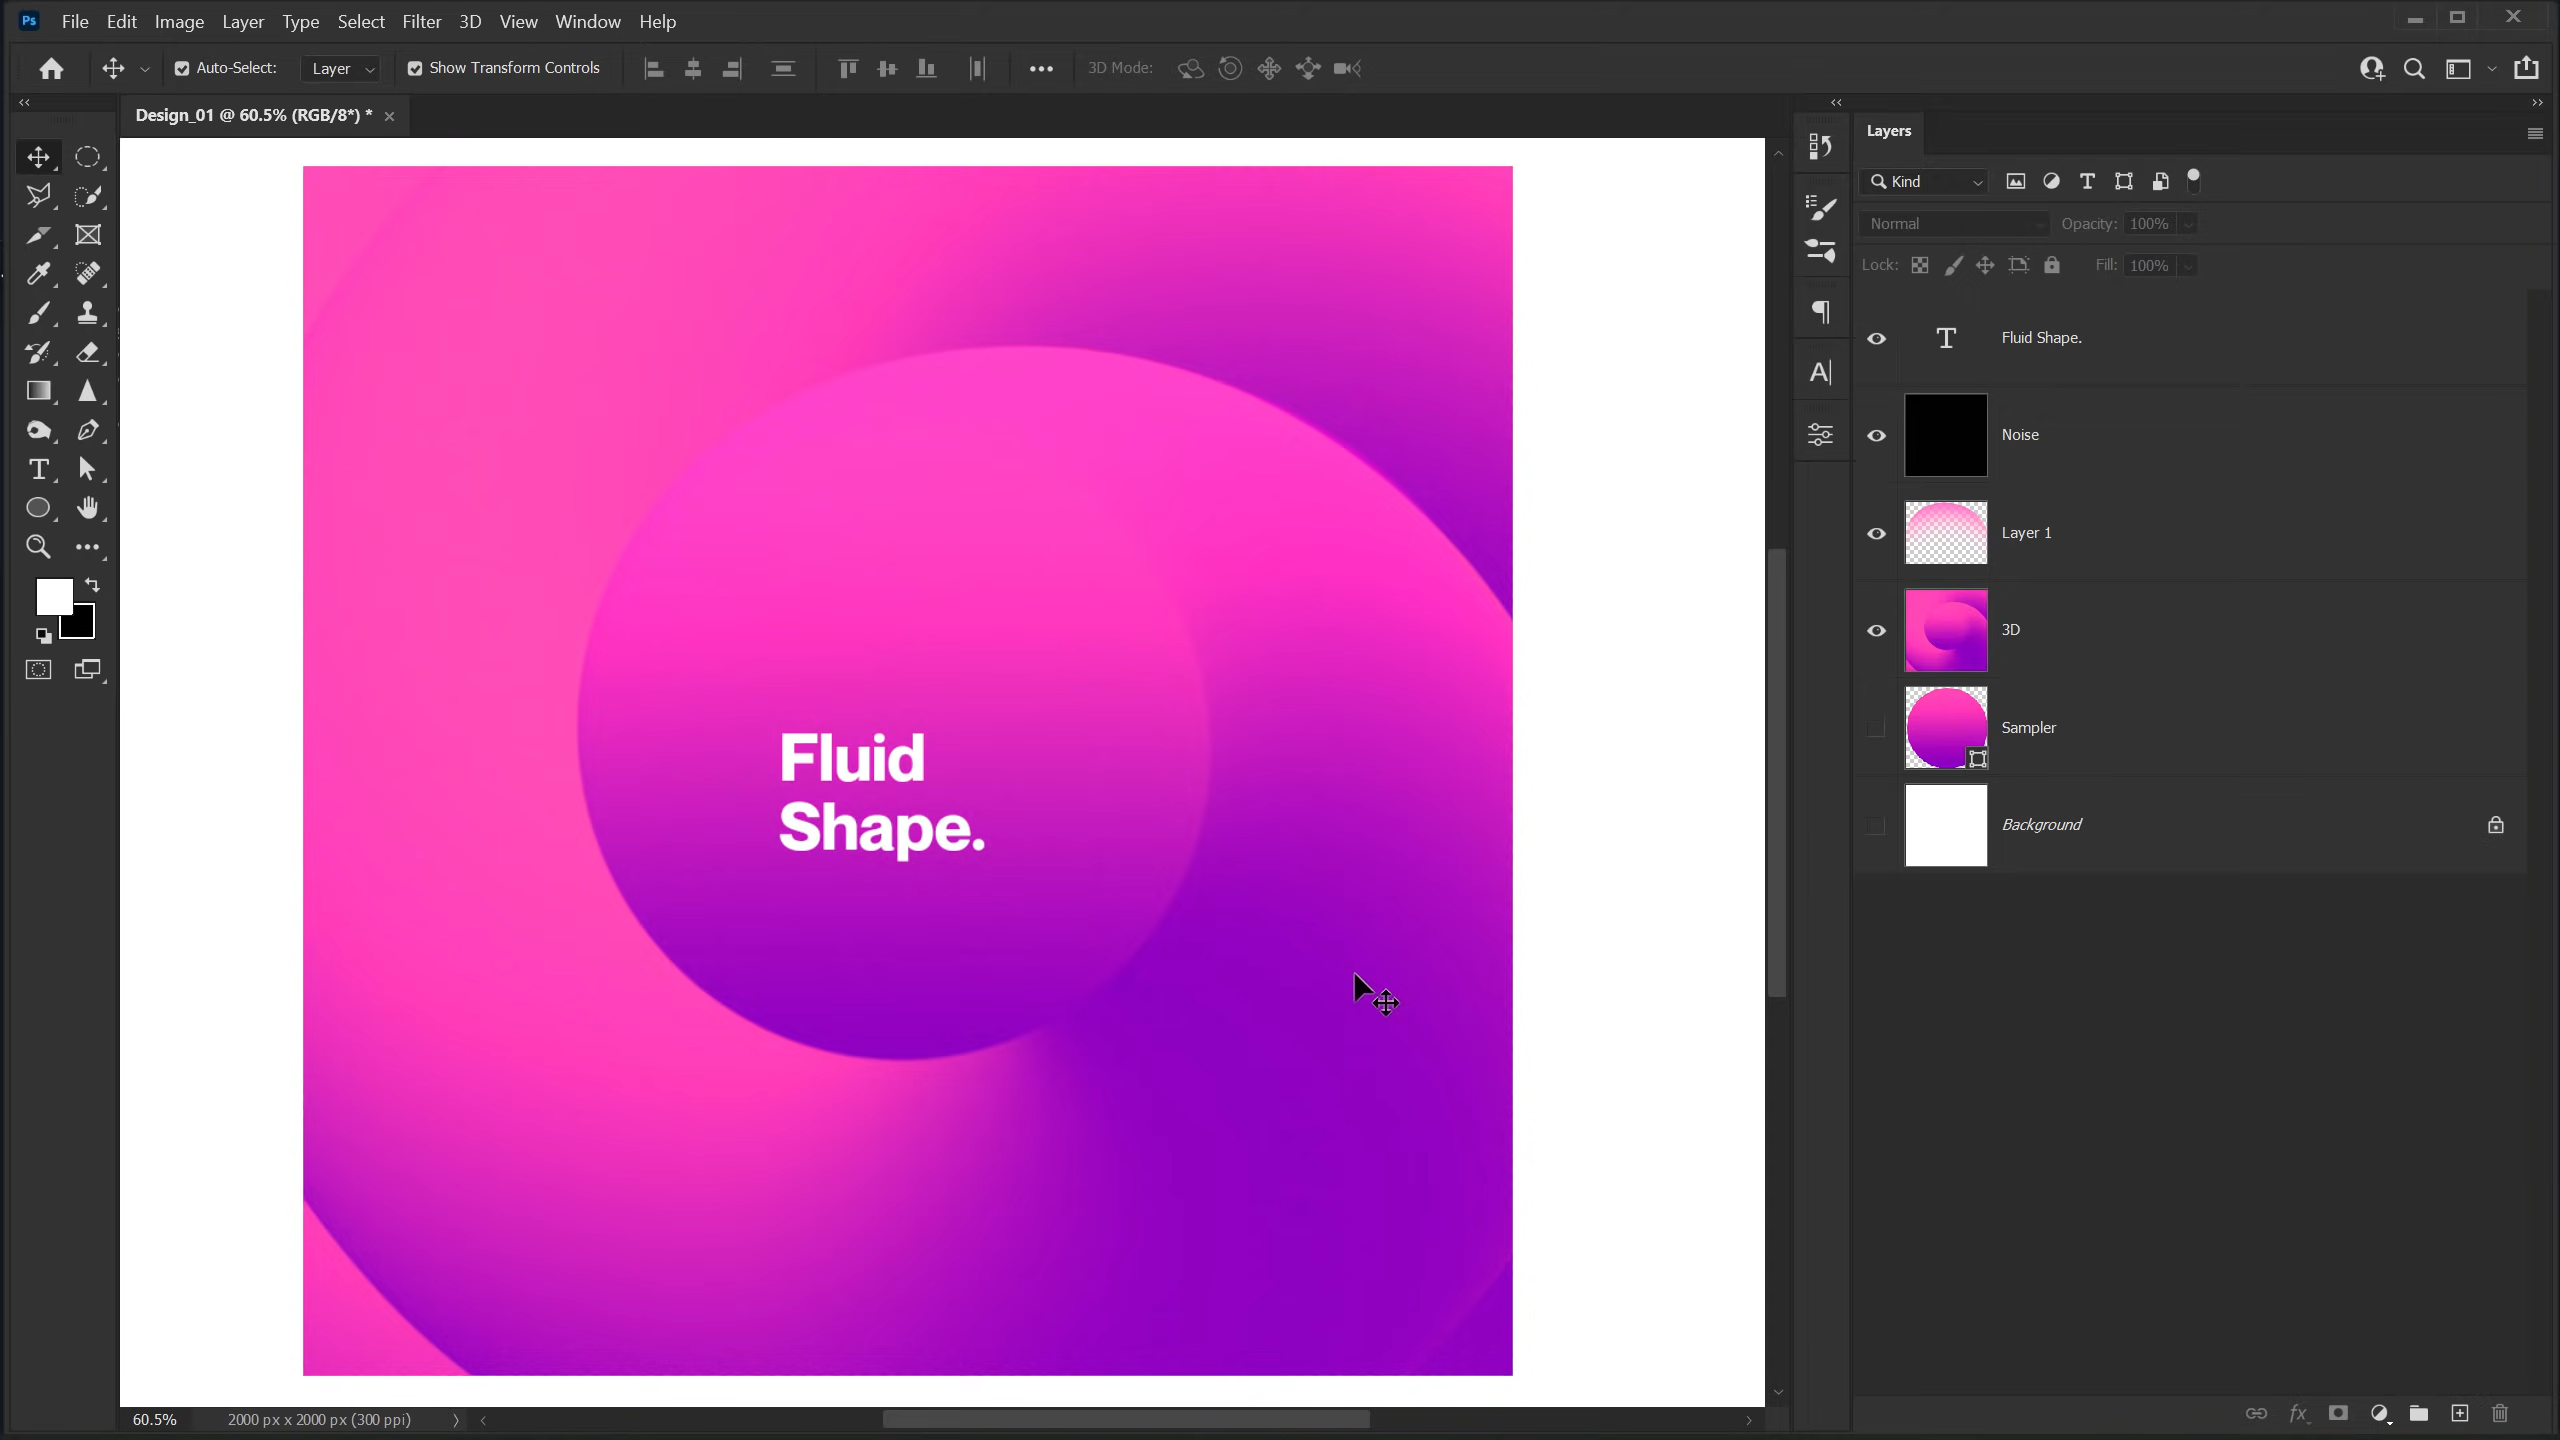 Ps File Edit Image Layer Type Select Filter 3D View Window Help
Auto-Select: Layer Show Transform Controls 3D Mode:
Design_01 @ 60.5% (RGB/8*) *
Layers
Kind
Normal Opacity: 100%
Lock: Fill: 100%
Fluid Shape.
Noise
Layer 1
3D
Sampler
Background
Fluid
Shape.
60.5% 2000 px x 2000 px (300 ppi)